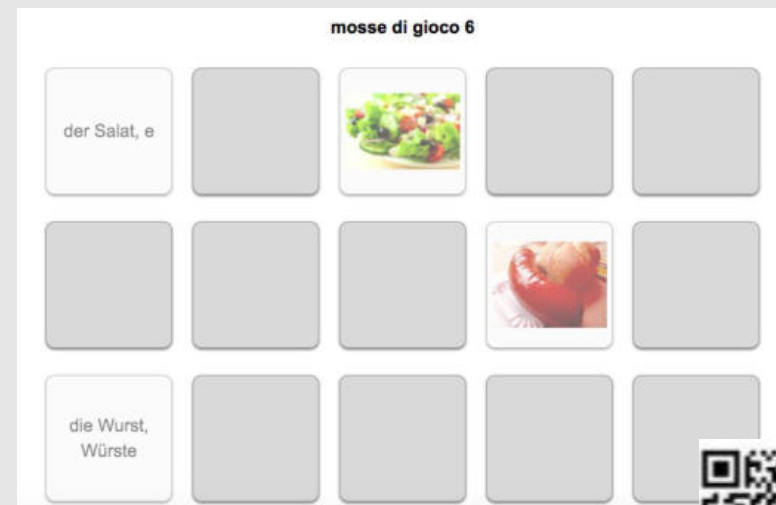 mosse di gioco 6
der Salat, e
die Wurst,
Würste